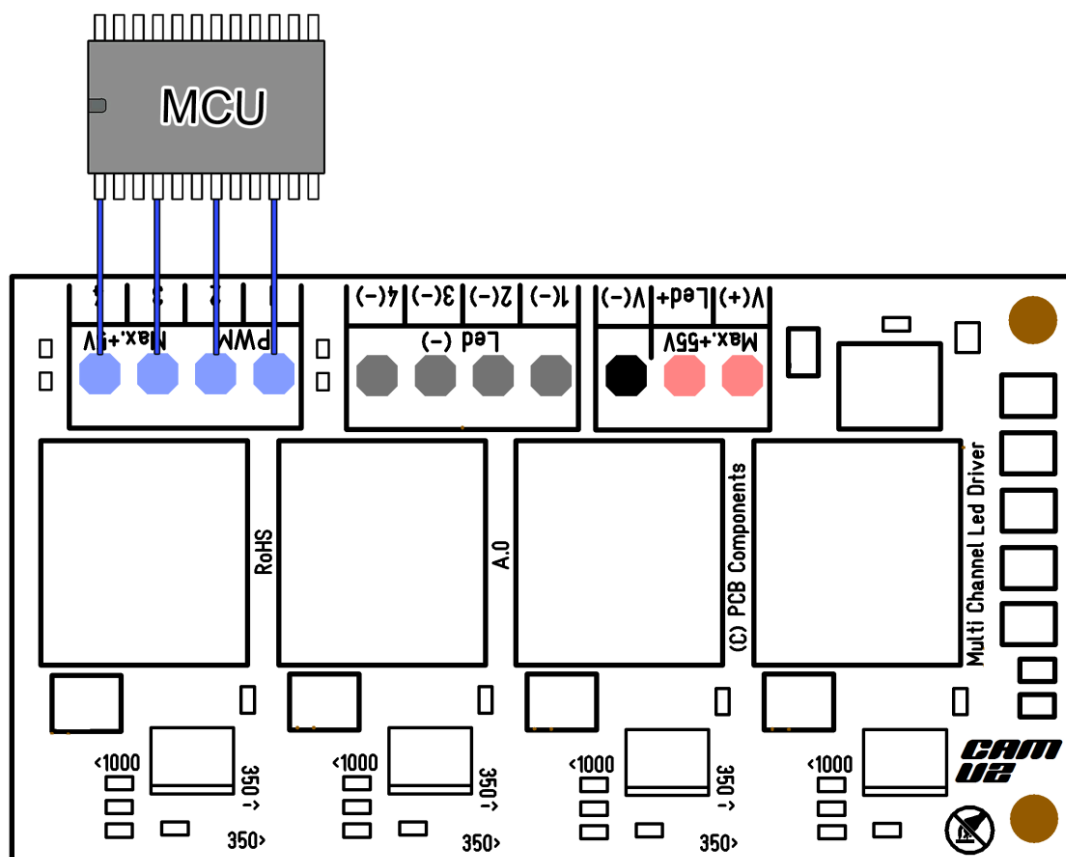 MCU
4 3 2 1
Max.+5V PWM
4(-) 3(-) 2(-) 1(-)
Led (-)
V(-) Led+ V(+)
Max.+55V
RoHS
A.0
(C) PCB Components
Multi Channel Led Driver
<1000
350->
350>
<1000
350->
350>
<1000
350->
350>
<1000
CAM
V2